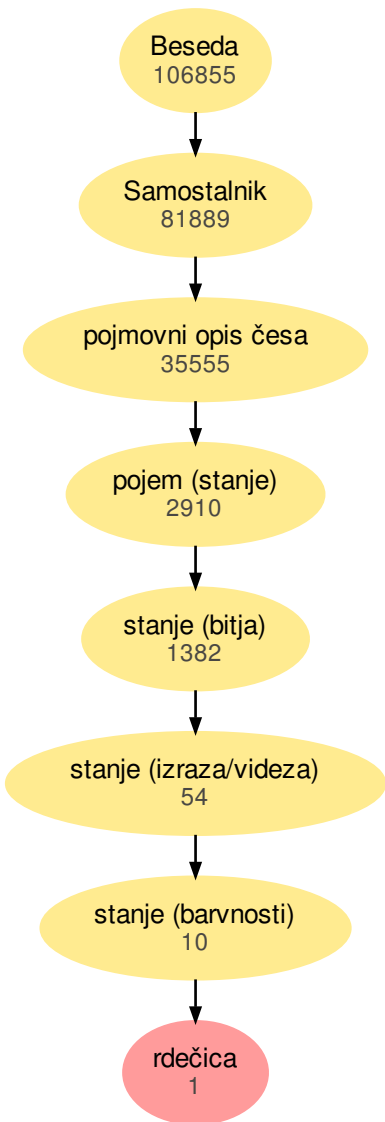 Beseda
106855
Samostalnik
81889
pojmovni opis česa
35555
pojem (stanje)
2910
stanje (bitja)
1382
stanje (izraza/videza)
54
stanje (barvnosti)
10
rdečica
1